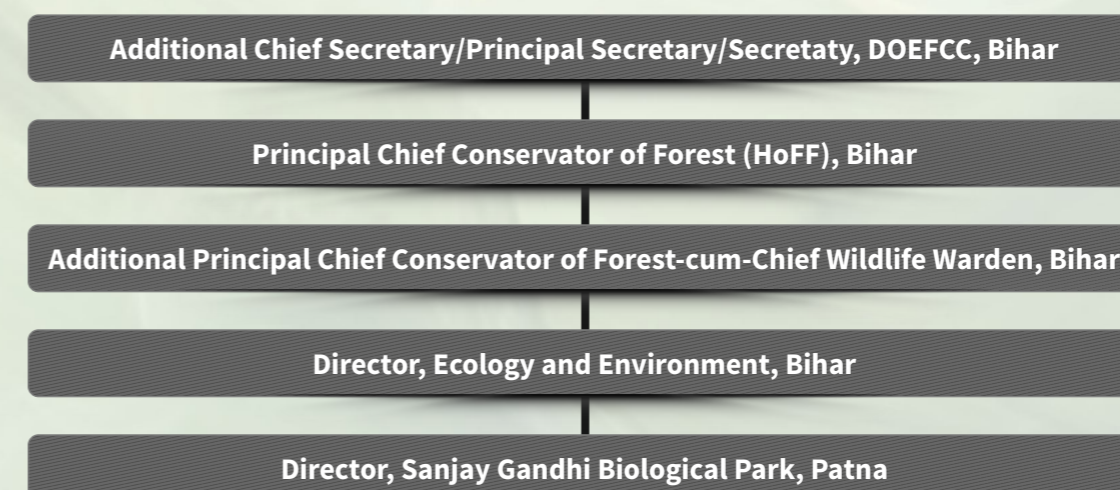 Additional Chief Secretary/Principal Secretary/Secretaty, DOEFCC, Bihar
Principal Chief Conservator of Forest (HoFF), Bihar
Additional Principal Chief Conservator of Forest-cum-Chief Wildlife Warden, Bihar
Director, Ecology and Environment, Bihar
Director, Sanjay Gandhi Biological Park, Patna